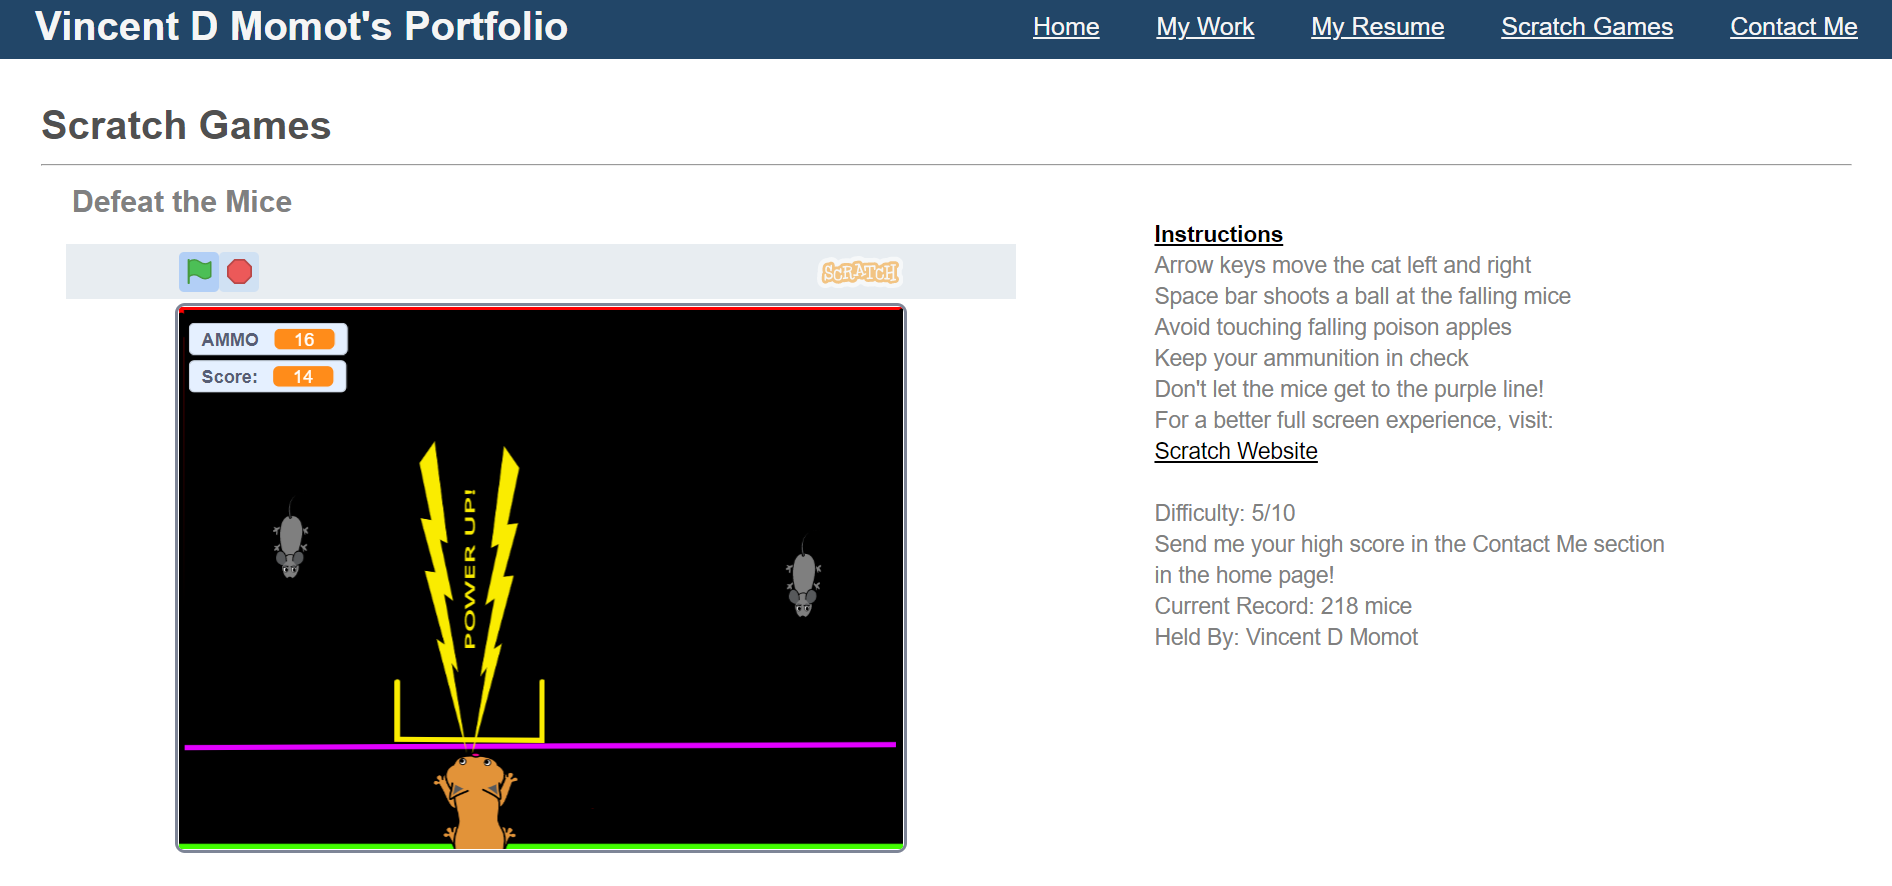 Vincent D Momot's Portfolio
Home
My Work
My Resume
Scratch Games
Contact Me
Scratch Games
Defeat the Mice
SCRATCH
AMMO 16
Score: 14
POWER UP!
Instructions
Arrow keys move the cat left and right
Space bar shoots a ball at the falling mice
Avoid touching falling poison apples
Keep your ammunition in check
Don't let the mice get to the purple line!
For a better full screen experience, visit:
Scratch Website
Difficulty: 5/10
Send me your high score in the Contact Me section
in the home page!
Current Record: 218 mice
Held By: Vincent D Momot